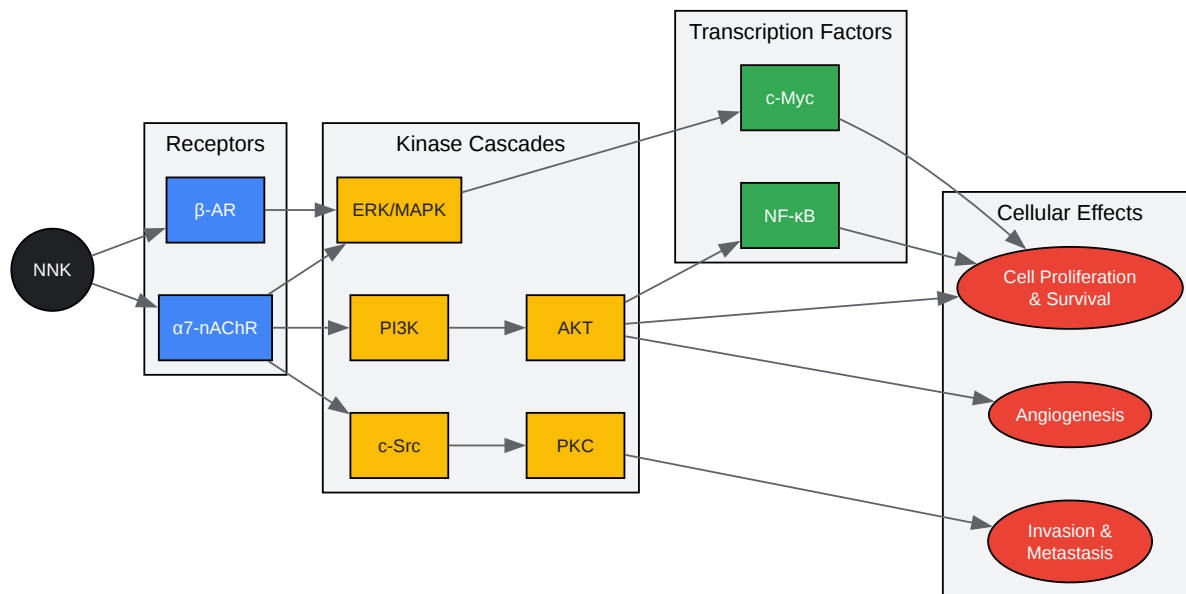 NNK
Receptors
β-AR
α7-nAChR
Kinase Cascades
ERK/MAPK
PI3K
AKT
c-Src
PKC
Transcription Factors
c-Myc
NF-κB
Cellular Effects
Cell Proliferation
& Survival
Angiogenesis
Invasion &
Metastasis